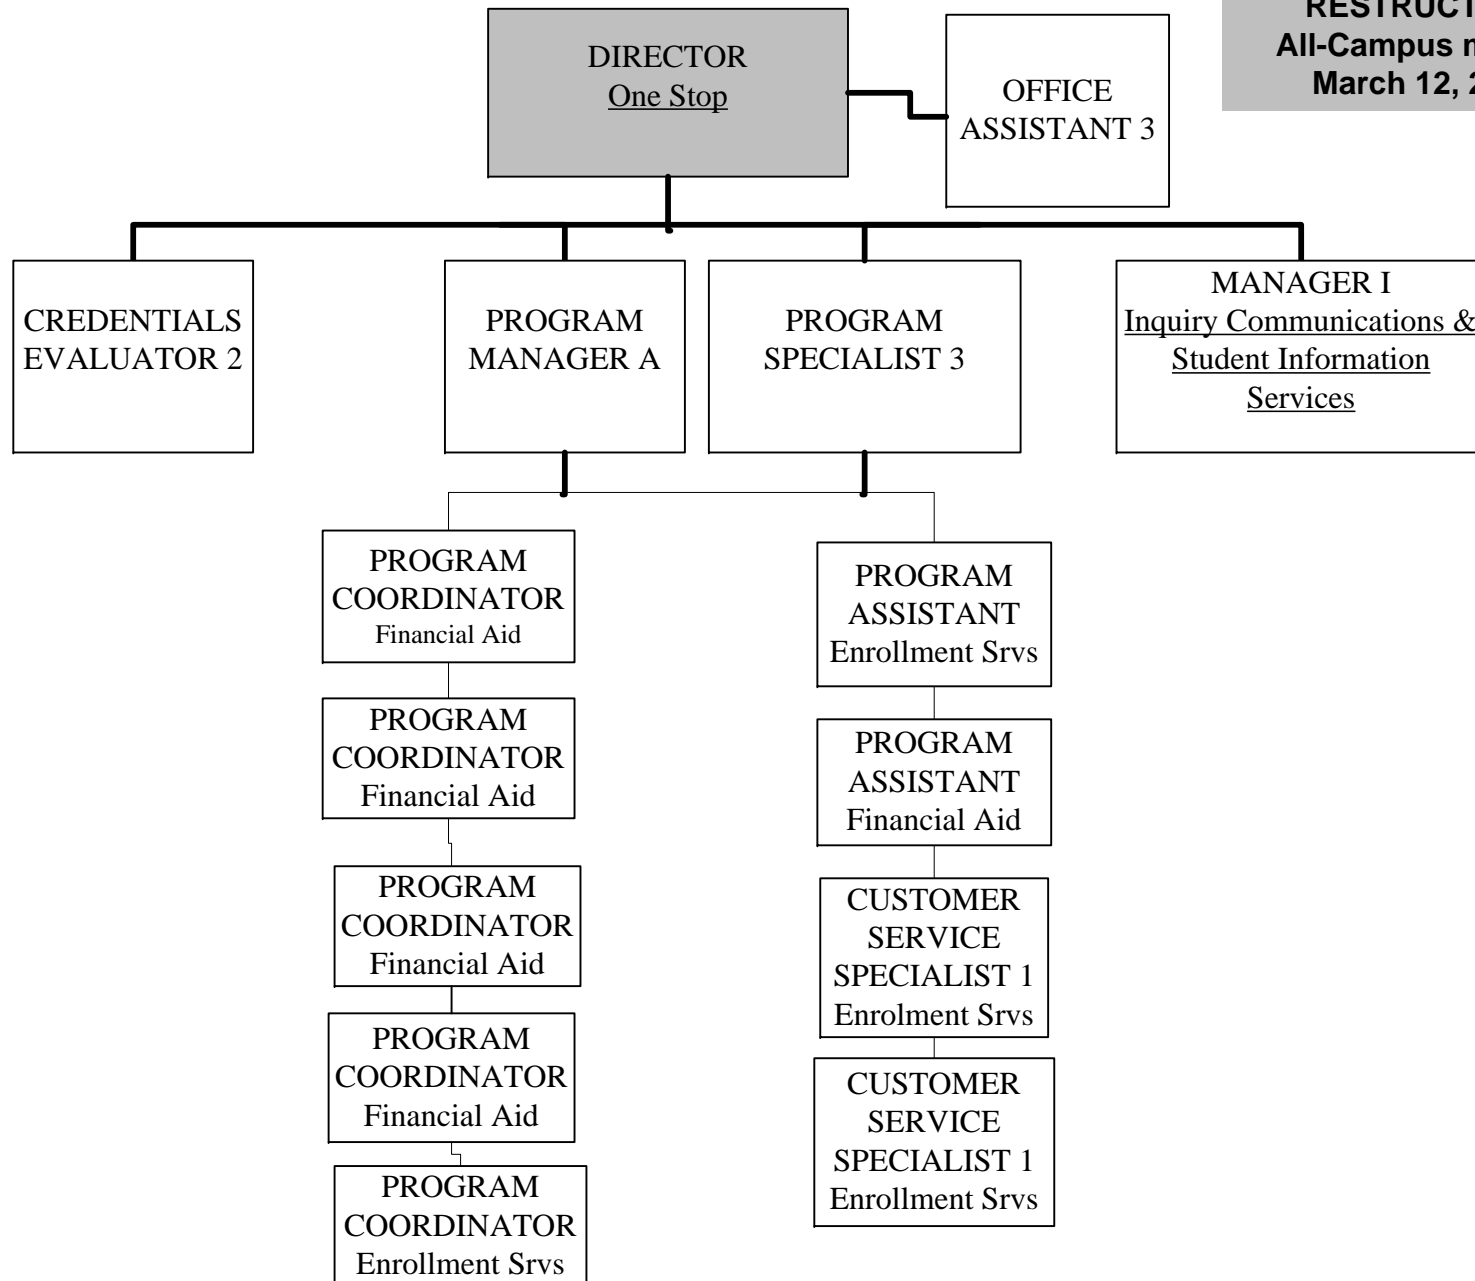 RESTRUCT
All-Campus
March 12,
DIRECTOR
One Stop
OFFICE
ASSISTANT 3
CREDENTIALS
EVALUATOR 2
PROGRAM
MANAGER A
PROGRAM
SPECIALIST 3
MANAGER I
Inquiry Communications &
Student Information
Services
PROGRAM
COORDINATOR
Financial Aid
PROGRAM
COORDINATOR
Financial Aid
PROGRAM
COORDINATOR
Financial Aid
PROGRAM
COORDINATOR
Financial Aid
PROGRAM
COORDINATOR
Enrollment Srvs
PROGRAM
ASSISTANT
Enrollment Srvs
PROGRAM
ASSISTANT
Financial Aid
CUSTOMER
SERVICE
SPECIALIST 1
Enrolment Srvs
CUSTOMER
SERVICE
SPECIALIST 1
Enrollment Srvs